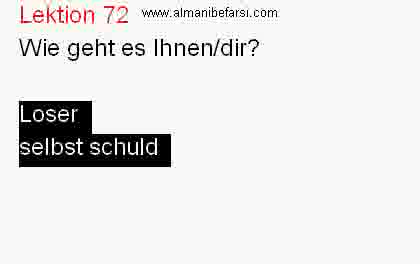 Lektion 72 www.almanibefarsi.com
Wie geht es Ihnen/dir?
Loser
selbst schuld